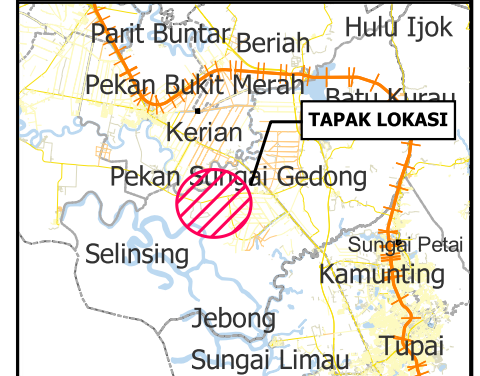 Parit Buntar
Beriah
Hulu Ijok
Pekan Bukit Merah
Batu Kurau
TAPAK LOKASI
Kerian
Pekan Sungai Gedong
Selinsing
Sungai Petai
Kamunting
Jebong
Tupai
Sungai Limau